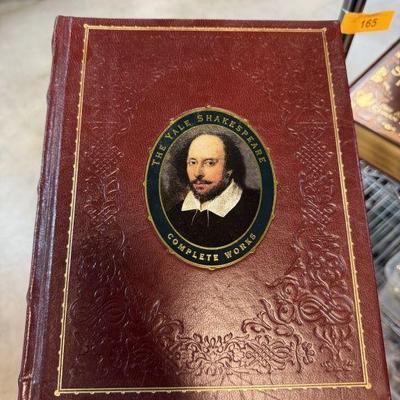 165
THE YALE SHAKESPEARE
COMPLETE WORKS